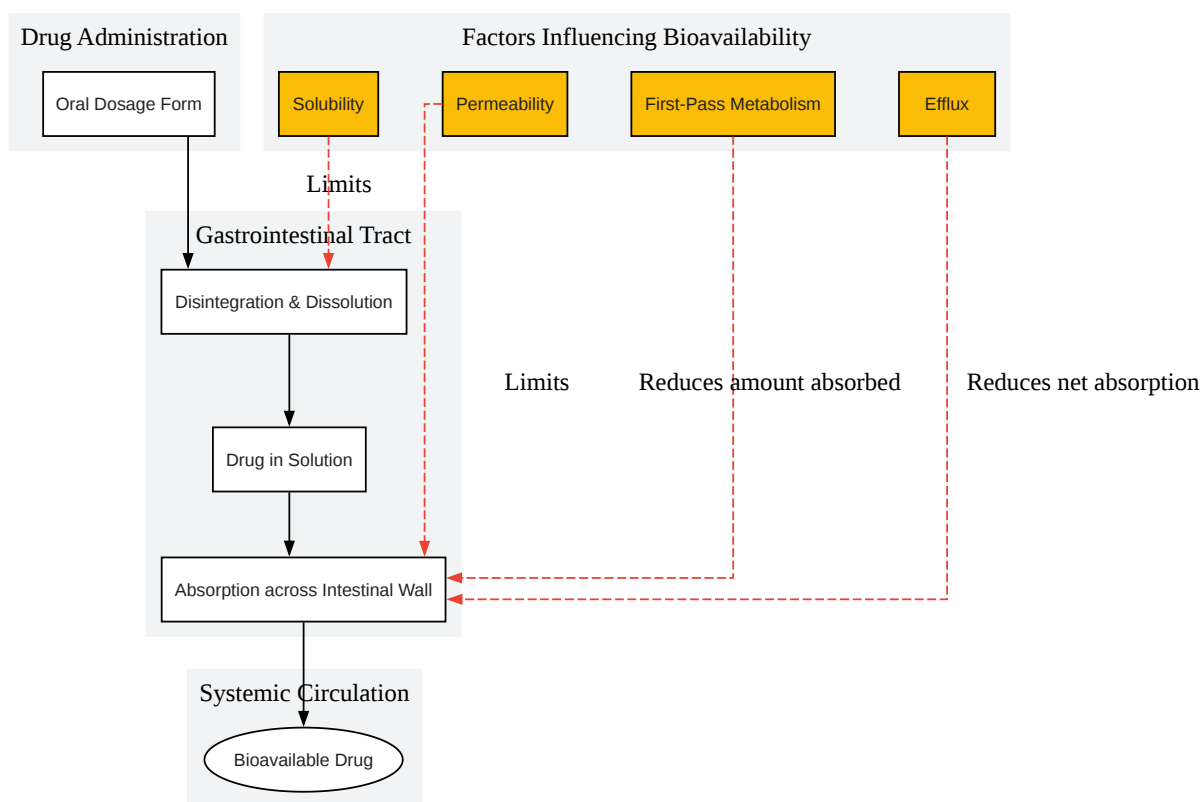 Drug Administration
Factors Influencing Bioavailability
Oral Dosage Form
Solubility
Permeability
First-Pass Metabolism
Efflux
Limits
Gastrointestinal Tract
Disintegration & Dissolution
Limits
Reduces amount absorbed
Reduces net absorption
Drug in Solution
Absorption across Intestinal Wall
Systemic Circulation
Bioavailable Drug